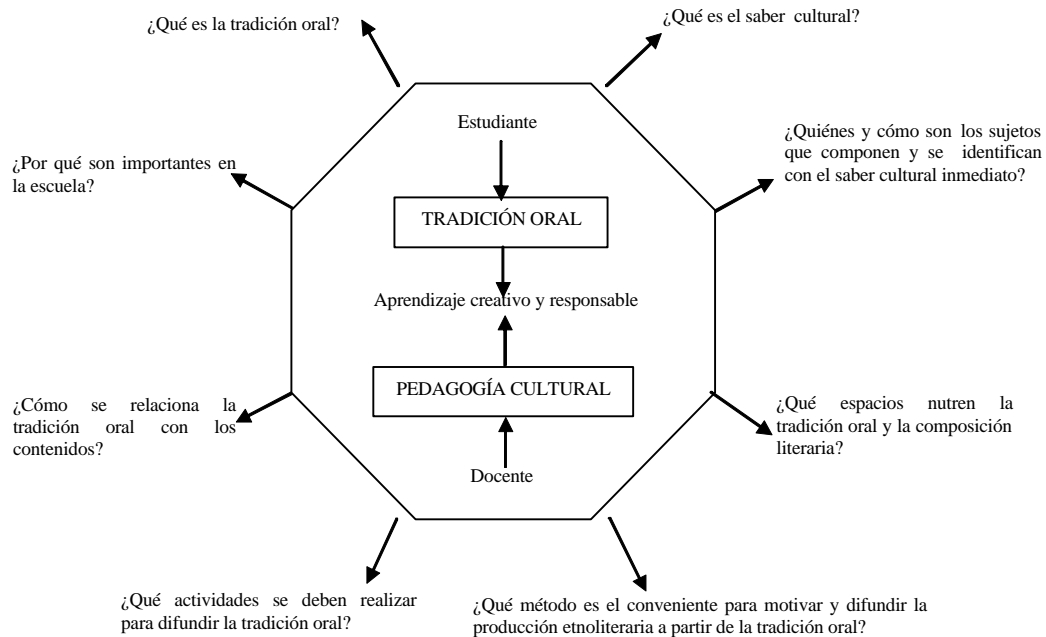 ¿Qué es la tradición oral?
¿Qué es el saber cultural?
Estudiante
¿Quiénes y cómo son los sujetos
que componen y se identifican
con el saber cultural inmediato?
¿Por qué son importantes en
la escuela?
TRADICIÓN ORAL
Aprendizaje creativo y responsable
PEDAGOGÍA CULTURAL
¿Cómo se relaciona la
tradición oral con los
contenidos?
¿Qué espacios nutren la
tradición oral y la composición
literaria?
Docente
¿Qué actividades se deben realizar
para difundir la tradición oral?
¿Qué método es el conveniente para motivar y difundir la
producción etnoliteraria a partir de la tradición oral?